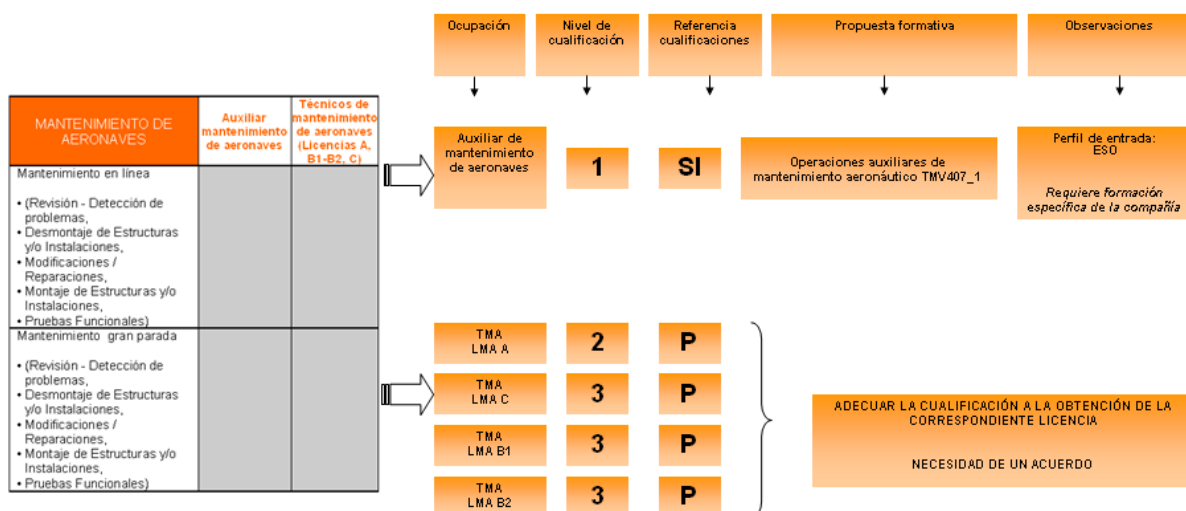 Ocupación
Nivel de
cualificación
Referencia
cualificaciones
Propuesta formativa
Observaciones
MANTENIMIENTO DE
AERONAVES
Auxiliar
mantenimiento
de aeronaves
Técnicos de
mantenimiento
de aeronaves
(Licencias A,
B1-B2, C)
Mantenimiento en línea
• (Revisión - Detección de
problemas,
• Desmontaje de Estructuras
y/o Instalaciones,
• Modificaciones /
Reparaciones,
• Montaje de Estructuras y/o
Instalaciones,
• Pruebas Funcionales)
Mantenimiento gran parada
• (Revisión - Detección de
problemas,
• Desmontaje de Estructuras
y/o Instalaciones,
• Modificaciones /
Reparaciones,
• Montaje de Estructuras y/o
Instalaciones,
• Pruebas Funcionales)
Auxiliar de
mantenimiento
de aeronaves
1
SI
Operaciones auxiliares de
mantenimiento aeronáutico TMV407_1
Perfil de entrada:
ESO
Requiere formación
específica de la compañía
TMA
LMA A
2
P
TMA
LMA C
3
P
TMA
LMA B1
3
P
TMA
LMA B2
3
P
ADECUAR LA CUALIFICACIÓN A LA OBTENCIÓN DE LA
CORRESPONDIENTE LICENCIA
NECESIDAD DE UN ACUERDO